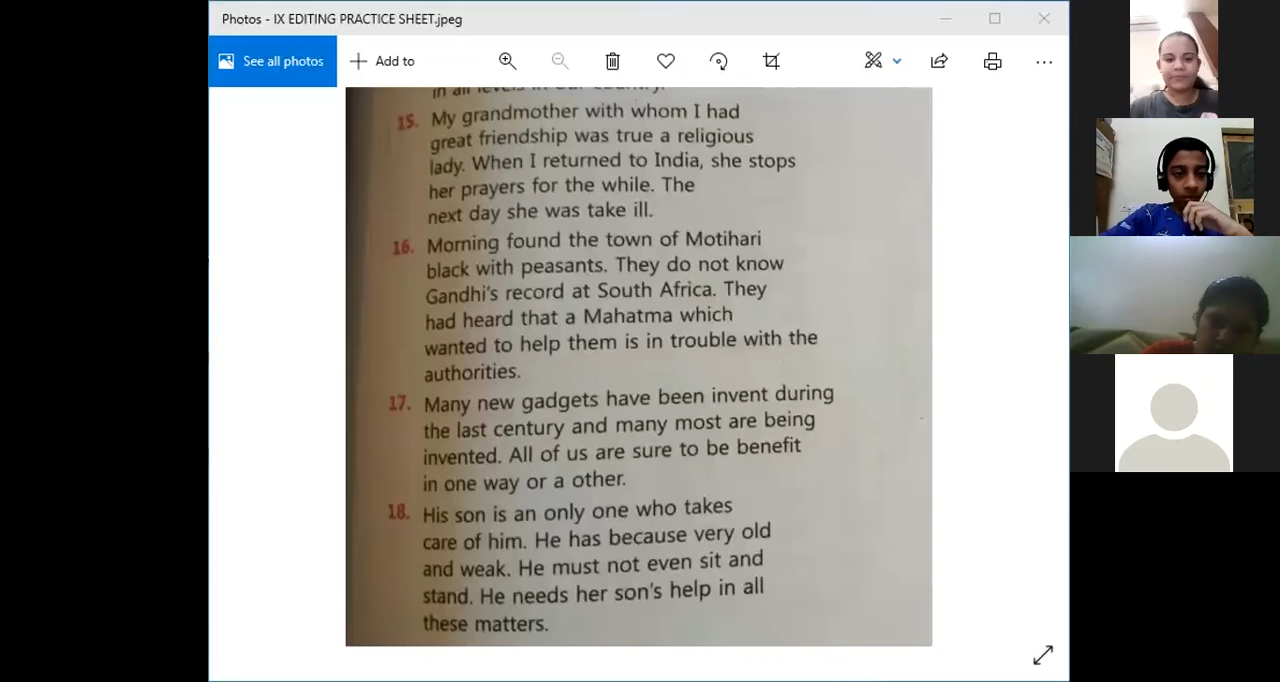 Photos - IX EDITING PRACTICE SHEET.jpeg
See all photos
Add to
in all levels in our country.
15. My grandmother with whom I had
great friendship was true a religious
lady. When I returned to India, she stops
her prayers for the while. The
next day she was take ill.
16. Morning found the town of Motihari
black with peasants. They do not know
Gandhi's record at South Africa. They
had heard that a Mahatma which
wanted to help them is in trouble with the
authorities.
17. Many new gadgets have been invent during
the last century and many most are being
invented. All of us are sure to be benefit
in one way or a other.
18. His son is an only one who takes
care of him. He has because very old
and weak. He must not even sit and
stand. He needs her son's help in all
these matters.